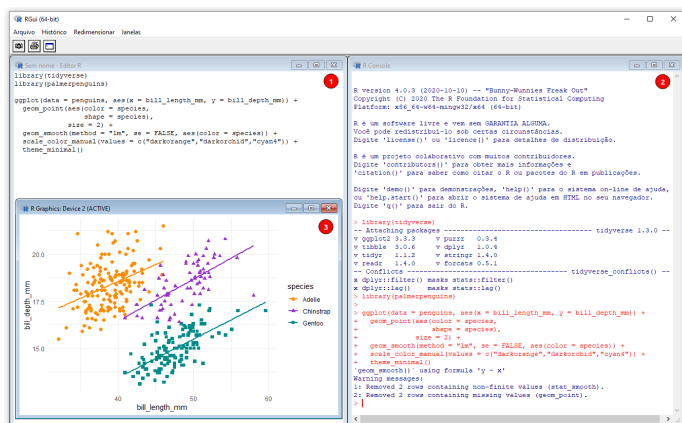 RGui (64-bit)
Arquivo Histórico Redimensionar Janelas
Sem nome - Editor R
1
library(tidyverse)
library(palmerpenguins)
ggplot(data = penguins, aes(x = bill_length_mm, y = bill_depth_mm)) +
geom_point(aes(color = species,
shape = species),
size = 2) +
geom_smooth(method = "lm", se = FALSE, aes(color = species)) +
scale_color_manual(values = c("darkorange","darkorchid","cyan4")) +
theme_minimal()
R Graphics: Device 2 (ACTIVE)
3
20.0
17.5
15.0
bill_depth_mm
40
50
60
bill_length_mm
species
Adelie
Chinstrap
Gentoo
R Console
2
R version 4.0.3 (2020-10-10) -- "Bunny-Wunnies Freak Out"
Copyright (C) 2020 The R Foundation for Statistical Computing
Platform: x86_64-w64-mingw32/x64 (64-bit)
R é um software livre e vem sem GARANTIA ALGUMA.
Você pode redistribuí-lo sob certas circunstâncias.
Digite 'license()' ou 'licence()' para detalhes de distribuição.
R é um projeto colaborativo com muitos contribuidores.
Digite 'contributors()' para obter mais informações e
'citation()' para saber como citar o R ou pacotes do R em publicações.
Digite 'demo()' para demonstrações, 'help()' para o sistema on-line de ajuda,
ou 'help.start()' para abrir o sistema de ajuda em HTML no seu navegador.
Digite 'q()' para sair do R.
> library(tidyverse)
-- Attaching packages --------------------------------------- tidyverse 1.3.0 --
v ggplot2 3.3.3 v purrr 0.3.4
v tibble 3.0.6 v dplyr 1.0.4
v tidyr 1.1.2 v stringr 1.4.0
v readr 1.4.0 v forcats 0.5.1
-- Conflicts ------------------------------------------ tidyverse_conflicts() --
x dplyr::filter() masks stats::filter()
x dplyr::lag() masks stats::lag()
> library(palmerpenguins)
>
> ggplot(data = penguins, aes(x = bill_length_mm, y = bill_depth_mm)) +
+ geom_point(aes(color = species,
+ shape = species),
+ size = 2) +
+ geom_smooth(method = "lm", se = FALSE, aes(color = species)) +
+ scale_color_manual(values = c("darkorange","darkorchid","cyan4")) +
+ theme_minimal()
`geom_smooth()` using formula 'y ~ x'
Warning messages:
1: Removed 2 rows containing non-finite values (stat_smooth).
2: Removed 2 rows containing missing values (geom_point).
>